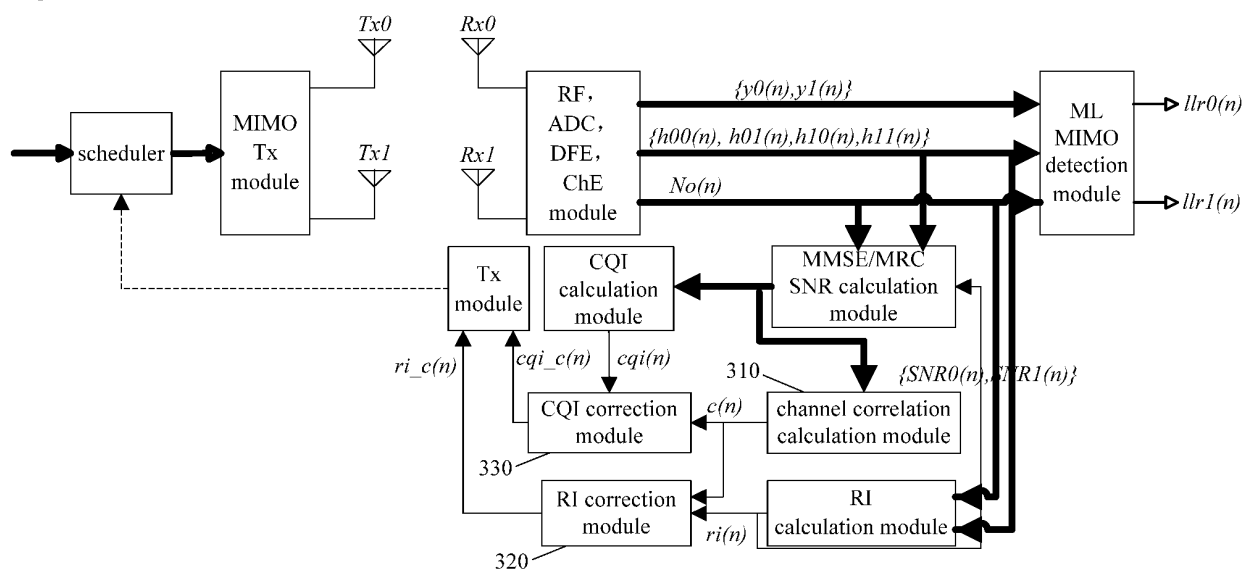 Tx0
Rx0
scheduler
MIMO
Tx
module
Tx1
Rx1
RF,
ADC,
DFE,
ChE
module
{y0(n),y1(n)}
{h00(n), h01(n),h10(n),h11(n)}
No(n)
ML
MIMO
detection
module
llr0(n)
llr1(n)
Tx
module
CQI
calculation
module
MMSE/MRC
SNR calculation
module
ri_c(n)
cqi_c(n)
cqi(n)
310
{SNR0(n),SNR1(n)}
CQI correction
module
c(n)
channel correlation
calculation module
330
RI correction
module
ri(n)
RI
calculation module
320